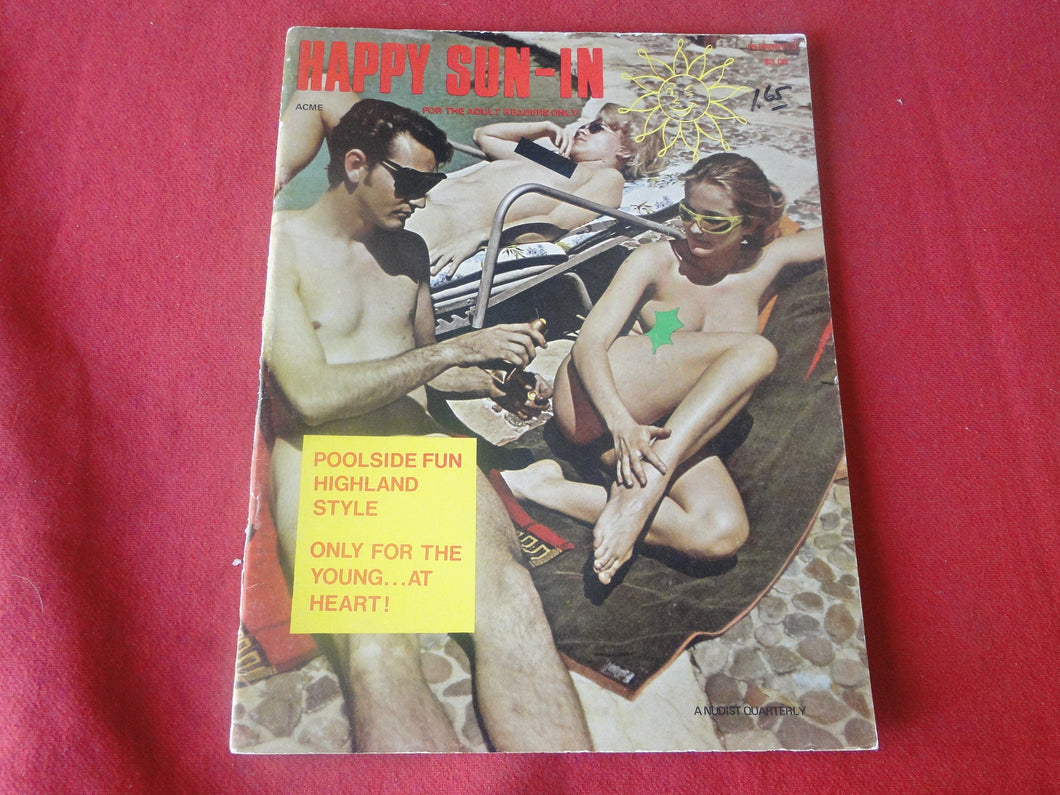 HAPPY SUN-IN
ACME
FOR THE ADULT READERS ONLY
1.65
POOLSIDE FUN
HIGHLAND
STYLE
ONLY FOR THE
YOUNG...AT
HEART!
A NUDIST QUARTERLY